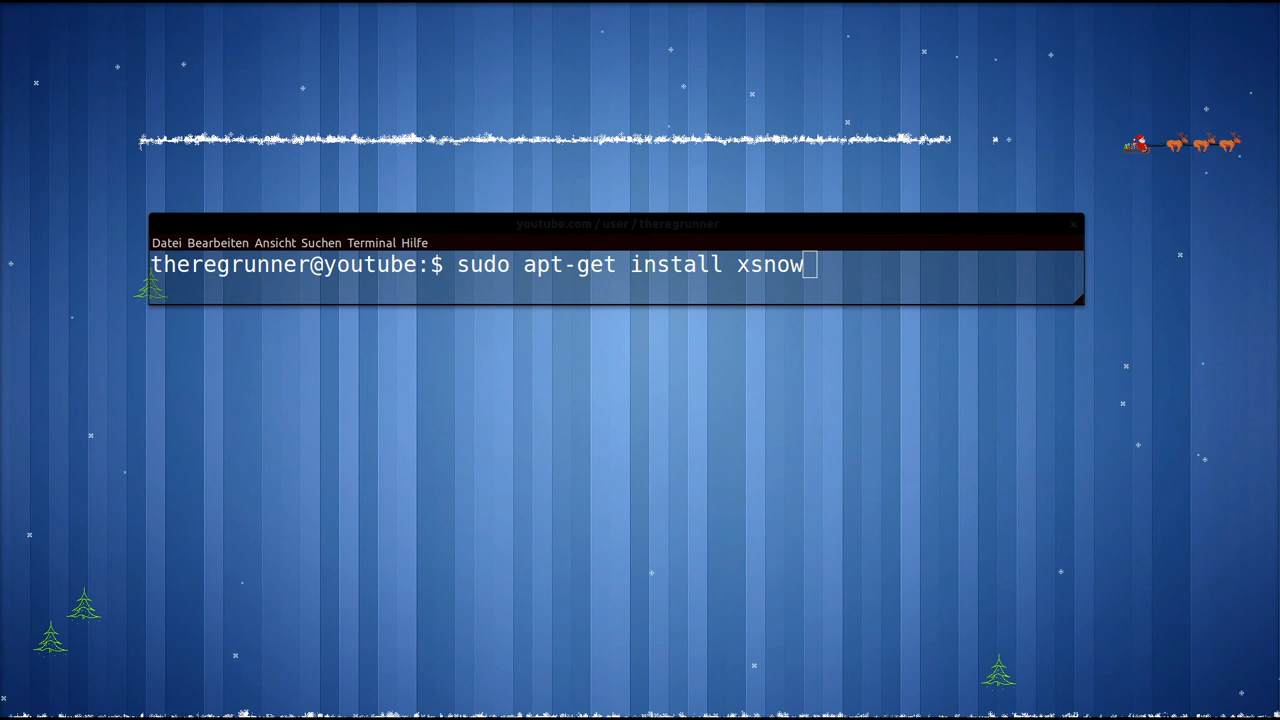 youtube.com / user / theregrunner
Datei Bearbeiten Ansicht Suchen Terminal Hilfe
theregrunner@youtube:$ sudo apt-get install xsnow